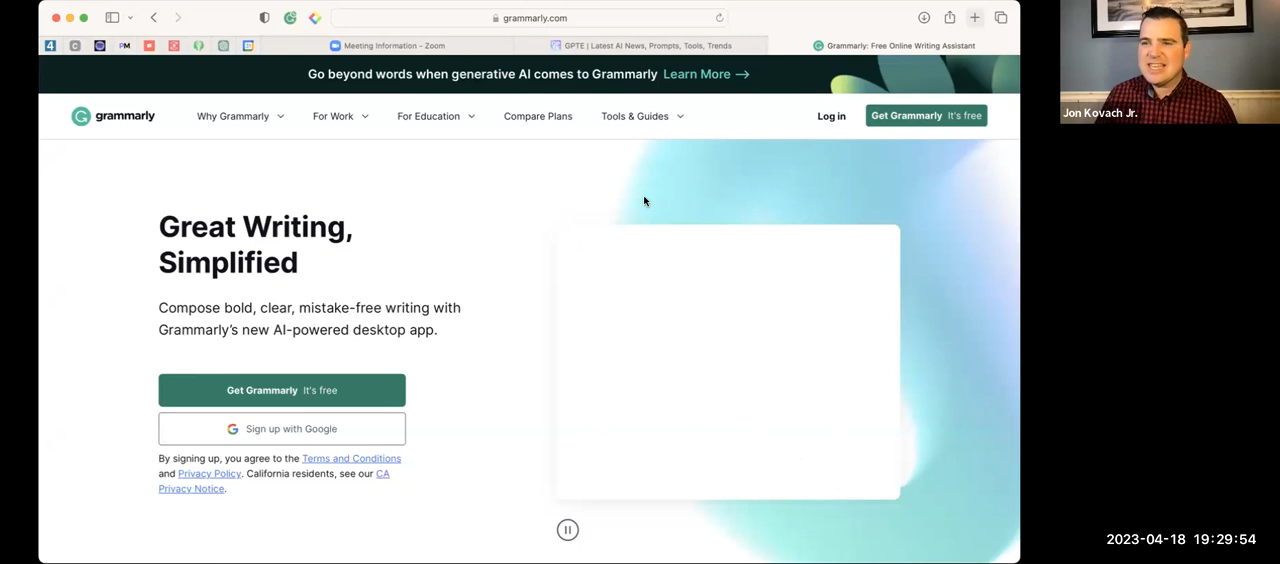 grammarly.com
Meeting Information - Zoom
GPTE | Latest AI News, Prompts, Tools, Trends
Grammarly: Free Online Writing Assistant
4
PM
Go beyond words when generative AI comes to Grammarly Learn More →
grammarly
Why Grammarly
For Work
For Education
Compare Plans
Tools & Guides
Log in
Get Grammarly It's free
Great Writing,
Simplified
Compose bold, clear, mistake-free writing with
Grammarly's new AI-powered desktop app.
Get Grammarly It's free
Sign up with Google
By signing up, you agree to the Terms and Conditions
and Privacy Policy. California residents, see our CA
Privacy Notice.
Jon Kovach Jr.
2023-04-18 19:29:54